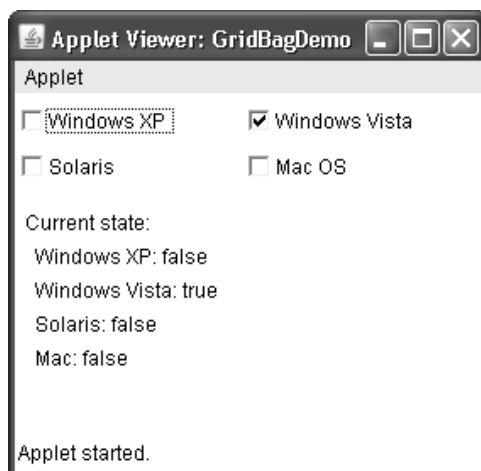 Applet Viewer: GridBagDemo
Applet
Windows XP
Windows Vista
Solaris
Mac OS
Current state:
Windows XP: false
Windows Vista: true
Solaris: false
Mac: false
Applet started.